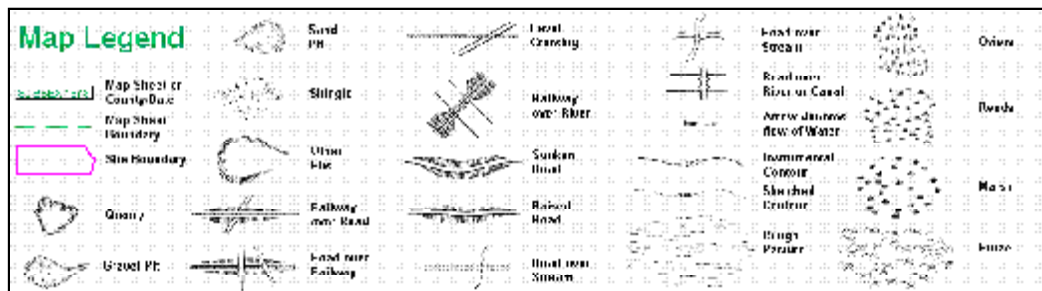 Map Legend
Map Sheet or
County/Date
Map Sheet
Boundary
Site Boundary
Quarry
Gravel Pit
Sand
Pit
Shingle
Other
Pits
Railway
over Road
Road over
Railway
Level
Crossing
Railway
over River
Sunken
Road
Raised
Road
Road over
Stream
Road over
Stream
Road over
River or Canal
Arrow denotes
flow of Water
Instrumental
Contour
Sketched
Contour
Rough
Pasture
Osiers
Reeds
Marsh
Furze